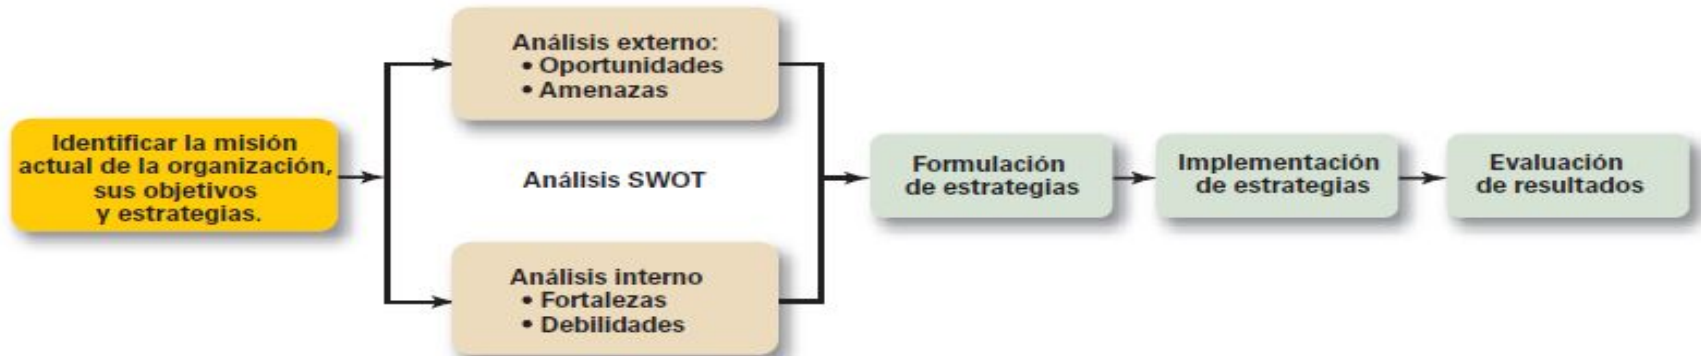 Identificar la misión
actual de la organización,
sus objetivos
y estrategias.
Análisis externo:
• Oportunidades
• Amenazas
Análisis SWOT
Análisis interno
• Fortalezas
• Debilidades
Formulación
de estrategias
Implementación
de estrategias
Evaluación
de resultados